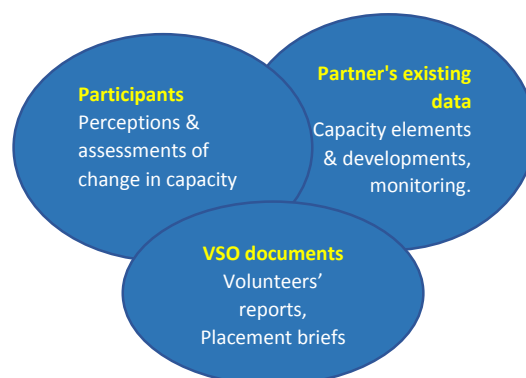 Participants
Perceptions &
assessments of
change in capacity
Partner's existing
data
Capacity elements
& developments,
monitoring.
VSO documents
Volunteers’
reports,
Placement briefs